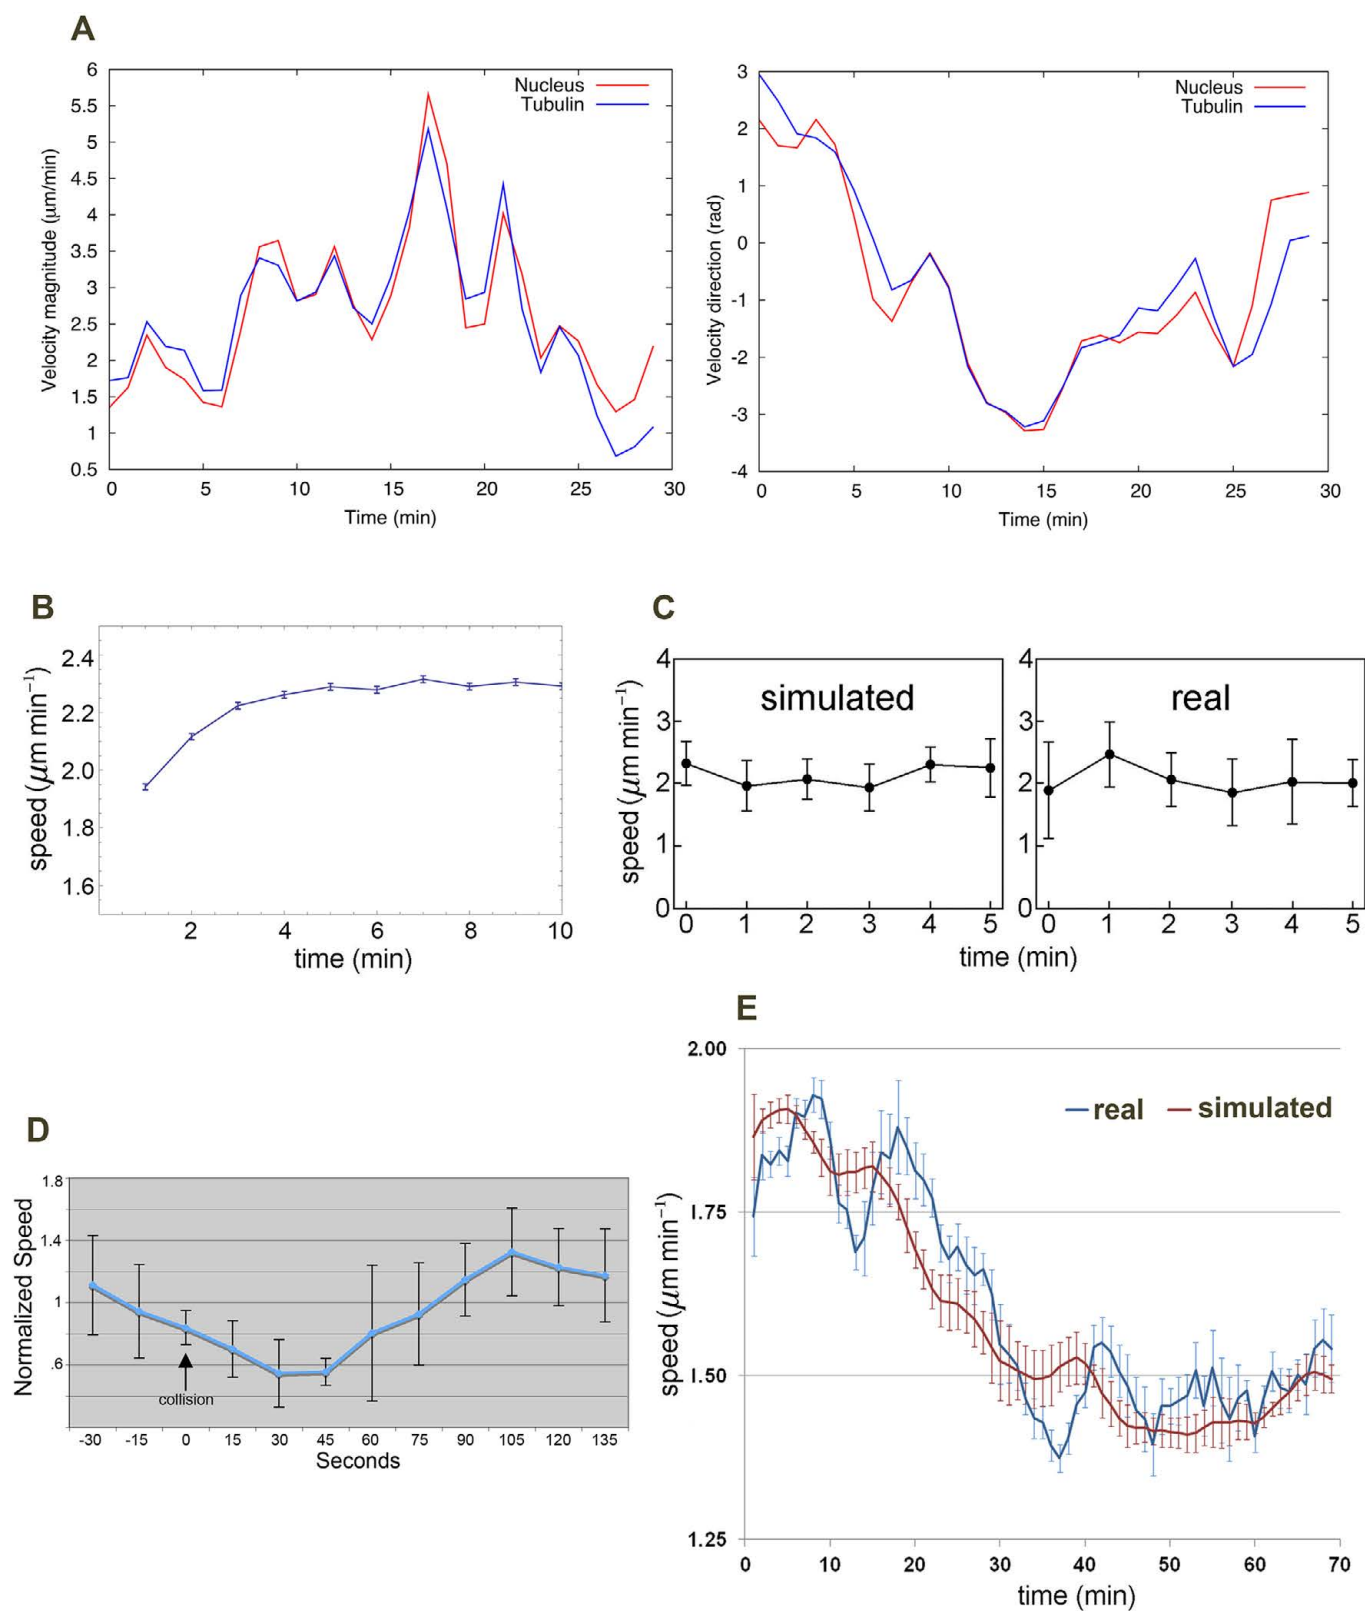 A
Velocity magnitude (µm/min)
6
5.5
5
4.5
4
3.5
3
2.5
2
1.5
1
0.5
Nucleus
Tubulin
0 5 10 15 20 25 30
Time (min)
Velocity direction (rad)
3
2
1
0
-1
-2
-3
-4
Nucleus
Tubulin
0 5 10 15 20 25 30
Time (min)
B
speed (µm min⁻¹)
2.4
2.2
2.0
1.8
1.6
2 4 6 8 10
time (min)
C
speed (µm min⁻¹)
4
3
2
1
0
simulated
0 1 2 3 4 5
4
3
2
1
0
real
0 1 2 3 4 5
time (min)
D
Normalized Speed
1.8
1.4
1
.6
collision
-30 -15 0 15 30 45 60 75 90 105 120 135
Seconds
E
speed (µm min⁻¹)
2.00
1.75
1.50
1.25
real simulated
0 10 20 30 40 50 60 70
time (min)